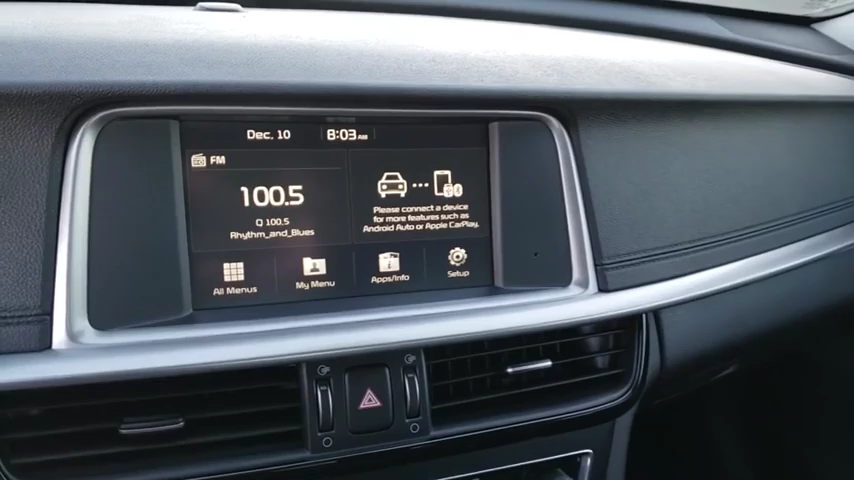 Dec. 10
8:03 AM
FM
100.5
Q 100.5
Rhythm_and_Blues
Please connect a device
for more features such as
Android Auto or Apple CarPlay.
All Menus
My Menu
Apps/Info
Setup